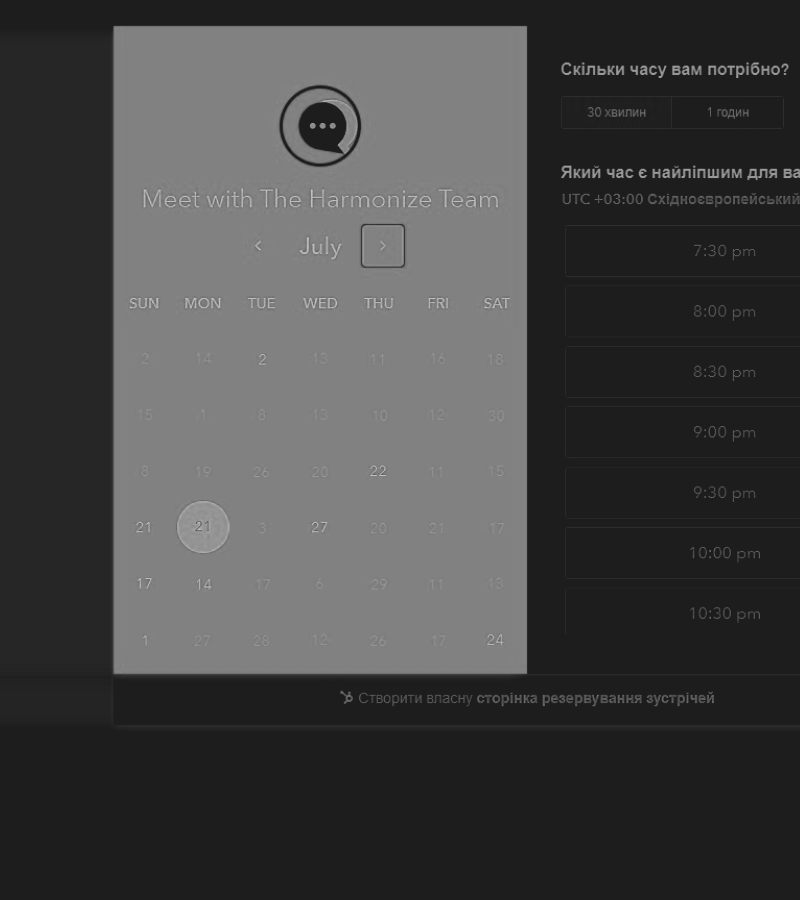 Meet with The Harmonize Team
July
SUN MON TUE WED THU FRI SAT
2 14 2 13 11 16 18
15 1 8 13 10 12 30
8 19 26 20 22 11 15
21 21 3 27 20 21 17
17 14 17 6 29 11 13
1 27 28 12 26 17 24
Скільки часу вам потрібно?
30 хвилин 1 годин
Який час є найліпшим для
UTC +03:00 Східноєвропейський
7:30 pm
8:00 pm
8:30 pm
9:00 pm
9:30 pm
10:00 pm
10:30 pm
Створити власну сторінка резервування зустрічей